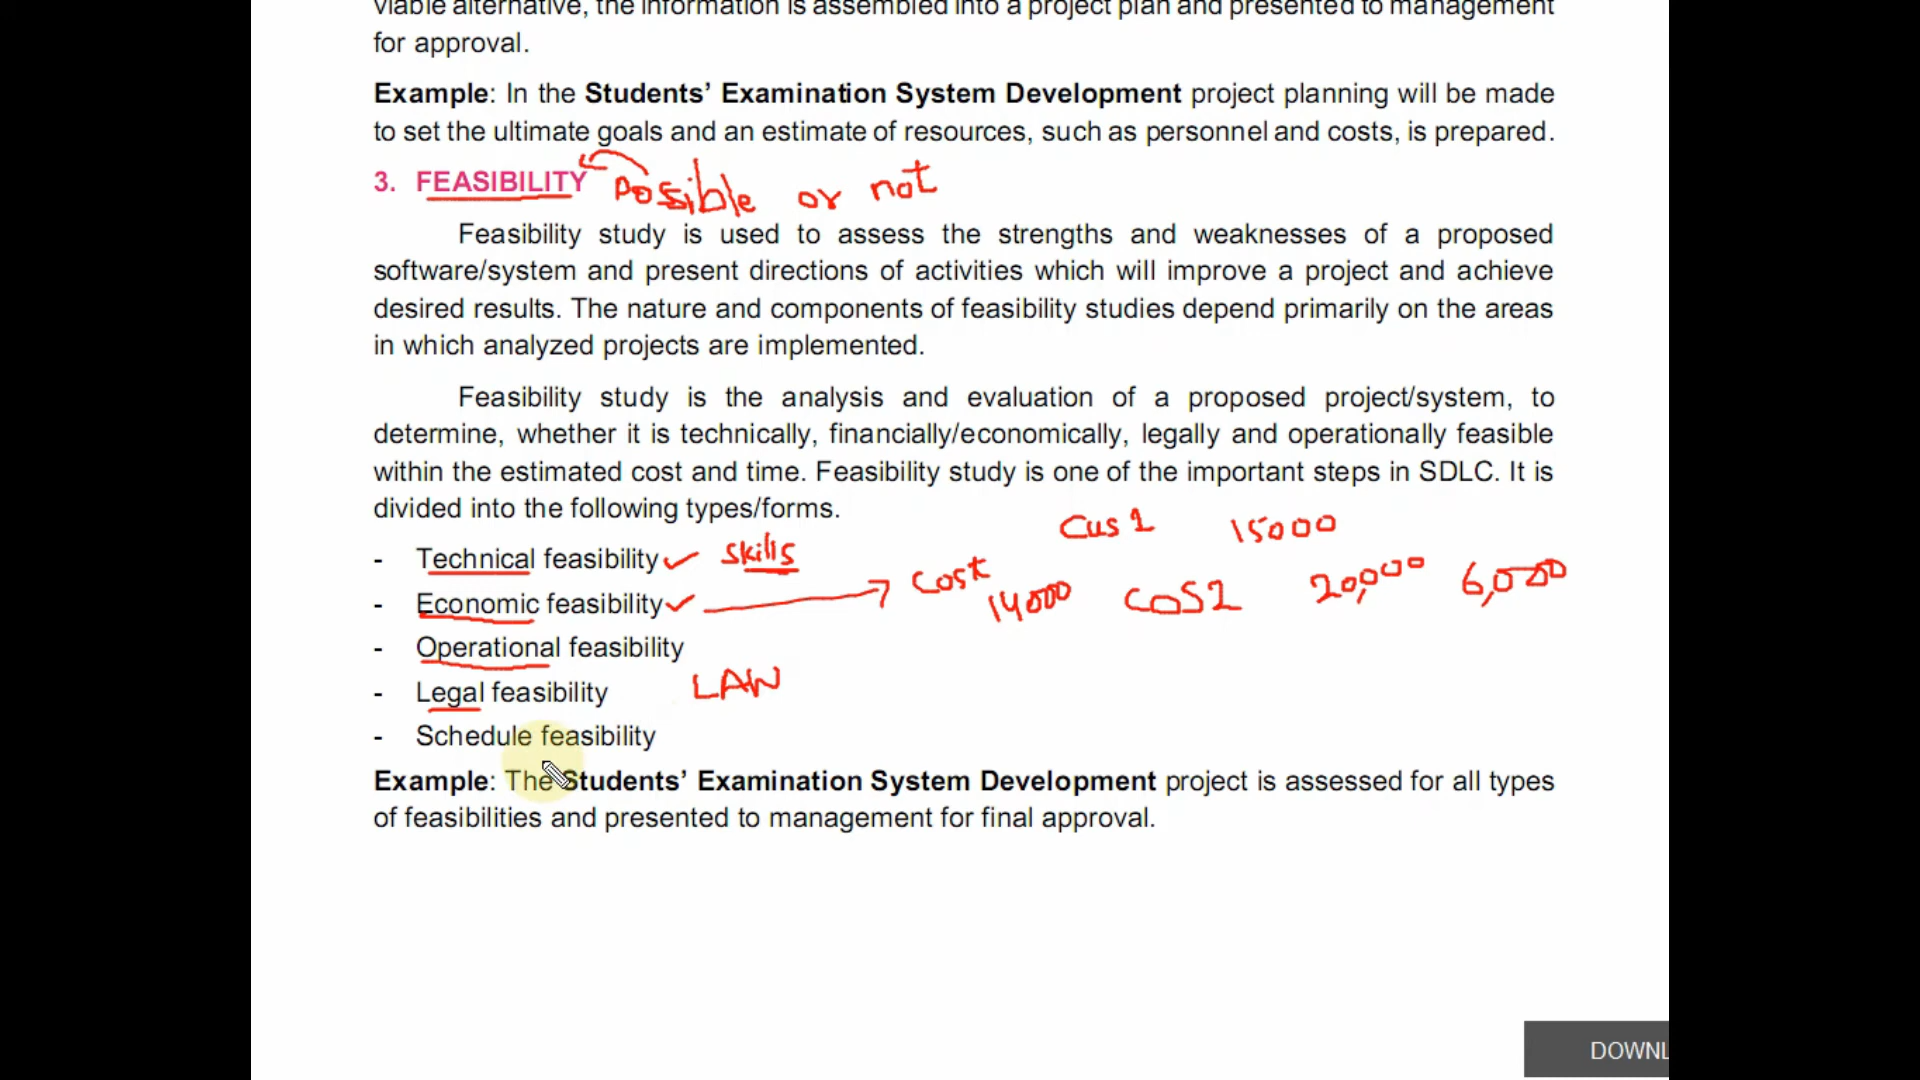 viable alternative, the information is assembled into a project plan and presented to management
for approval.
Example: In the Students’ Examination System Development project planning will be made
to set the ultimate goals and an estimate of resources, such as personnel and costs, is prepared.
3. FEASIBILITY Possible or not
Feasibility study is used to assess the strengths and weaknesses of a proposed
software/system and present directions of activities which will improve a project and achieve
desired results. The nature and components of feasibility studies depend primarily on the areas
in which analyzed projects are implemented.
Feasibility study is the analysis and evaluation of a proposed project/system, to
determine, whether it is technically, financially/economically, legally and operationally feasible
within the estimated cost and time. Feasibility study is one of the important steps in SDLC. It is
divided into the following types/forms.
Cus 1 15000
- Technical feasibility ✓ skills
- Economic feasibility ✓ → cost 14000 cos2 20,000 6,000
- Operational feasibility
- Legal feasibility LAW
- Schedule feasibility
Example: The Students’ Examination System Development project is assessed for all types
of feasibilities and presented to management for final approval.
DOWNL